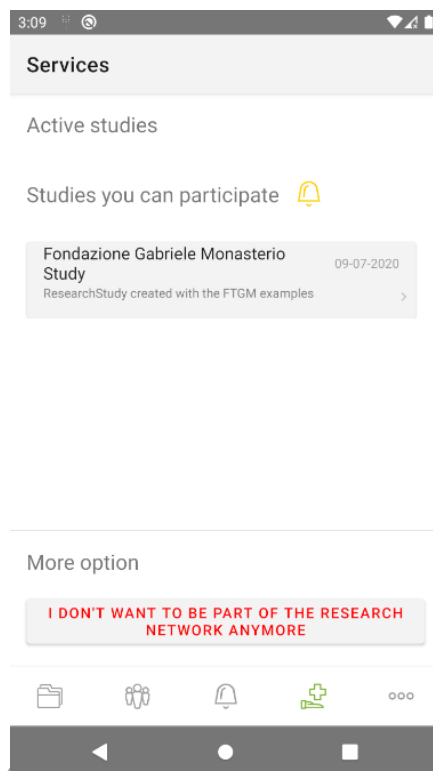 3:09
Services
Active studies
Studies you can participate
Fondazione Gabriele Monasterio
Study
09-07-2020
ResearchStudy created with the FTGM examples
More option
I DON'T WANT TO BE PART OF THE RESEARCH
NETWORK ANYMORE